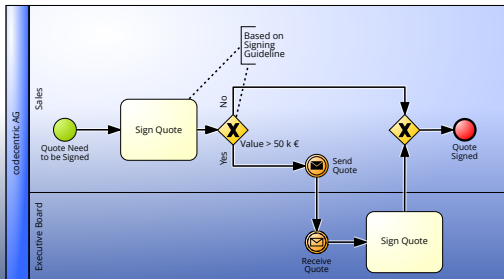 codecentric AG
Sales
Based on
Signing
Guideline
Quote Need
to be Signed
Sign Quote
No
Yes
Value > 50 k €
Send
Quote
Quote
Signed
Executive Board
Receive
Quote
Sign Quote